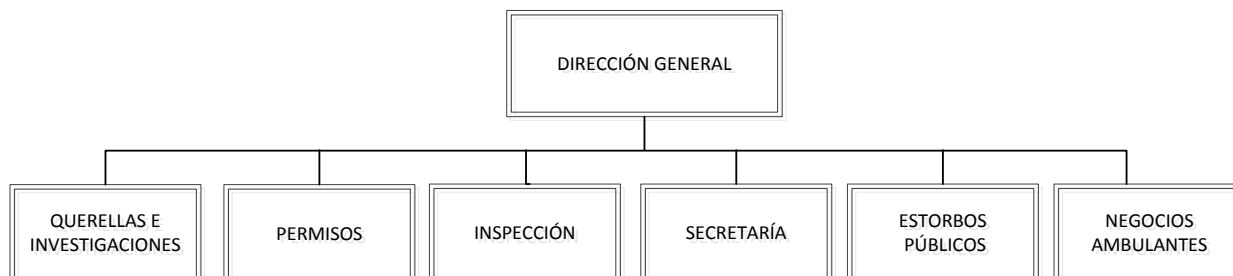 DIRECCIÓN GENERAL
QUERELLAS E
INVESTIGACIONES
PERMISOS
INSPECCIÓN
SECRETARÍA
ESTORBOS
PÚBLICOS
NEGOCIOS
AMBULANTES